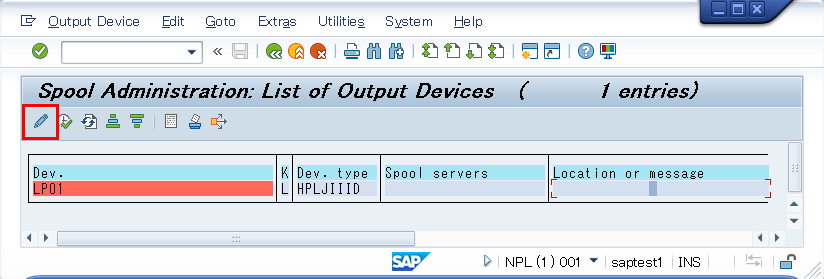 Output Device Edit Goto Extras Utilities System Help
Spool Administration: List of Output Devices ( 1 entries)
Dev. K Dev. type Spool servers Location or message
LP01 L HPLJIIID
SAP NPL (1) 001 saptest1 INS